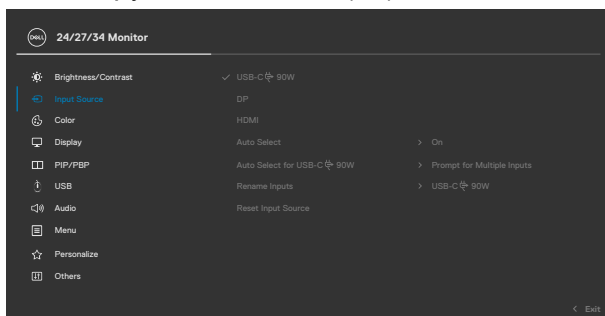 DELL
24/27/34 Monitor
Brightness/Contrast
USB-C 90W
Input Source
DP
Color
HDMI
Display
Auto Select > On
PIP/PBP
Auto Select for USB-C 90W > Prompt for Multiple Inputs
USB
Rename Inputs > USB-C 90W
Audio
Reset Input Source
Menu
Personalize
Others
< Exit